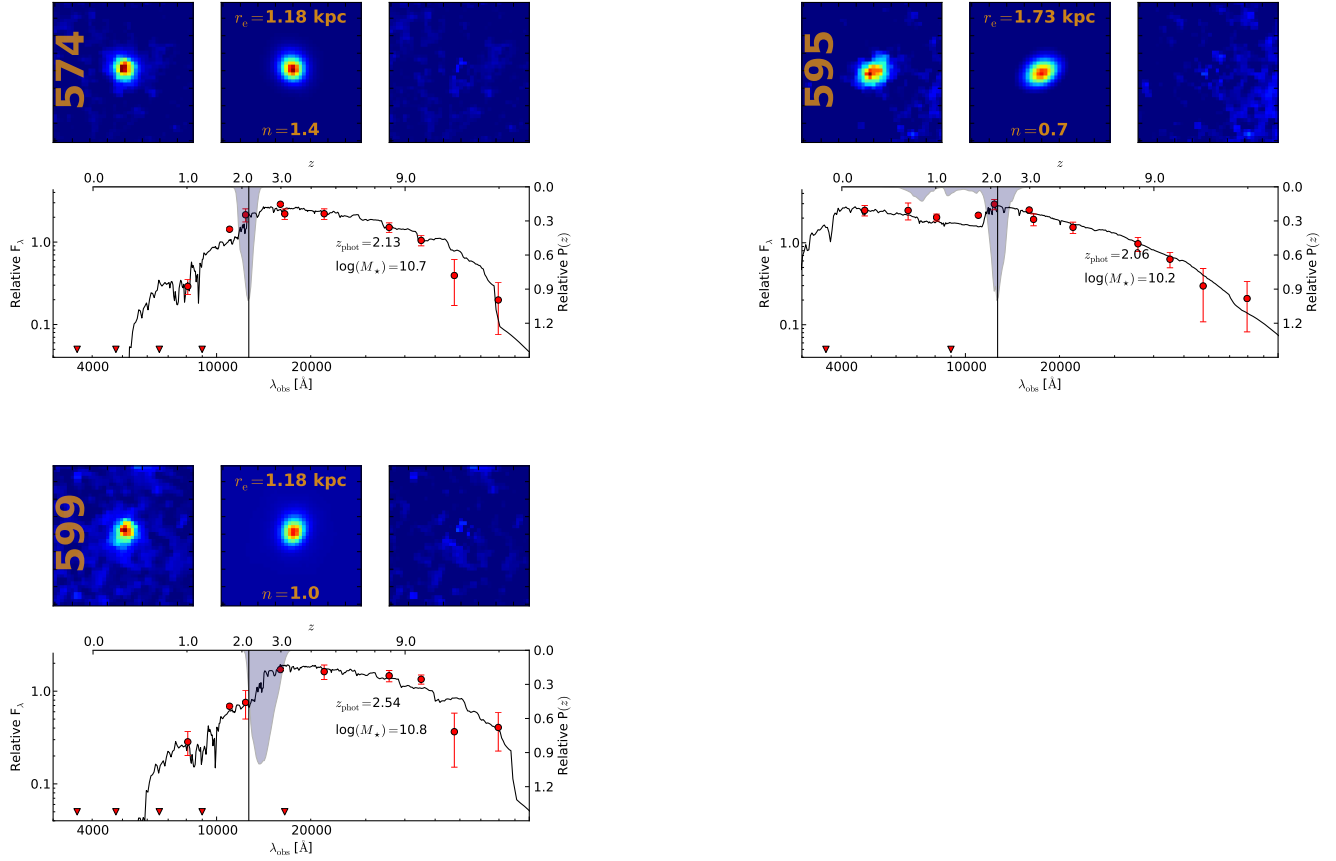 574
r_e = 1.18 kpc
n = 1.4
z
0.0 1.0 2.0 3.0 9.0
Relative F_λ
1.0
0.1
z_phot = 2.13
log(M_⋆) = 10.7
0.0
0.3
0.6
0.9
1.2
Relative P(z)
4000 10000 20000
λ_obs [Å]
595
r_e = 1.73 kpc
n = 0.7
z
0.0 1.0 2.0 3.0 9.0
Relative F_λ
1.0
0.1
z_phot = 2.06
log(M_⋆) = 10.2
0.0
0.3
0.6
0.9
1.2
Relative P(z)
4000 10000 20000
λ_obs [Å]
599
r_e = 1.18 kpc
n = 1.0
z
0.0 1.0 2.0 3.0 9.0
Relative F_λ
1.0
0.1
z_phot = 2.54
log(M_⋆) = 10.8
0.0
0.3
0.6
0.9
1.2
Relative P(z)
4000 10000 20000
λ_obs [Å]